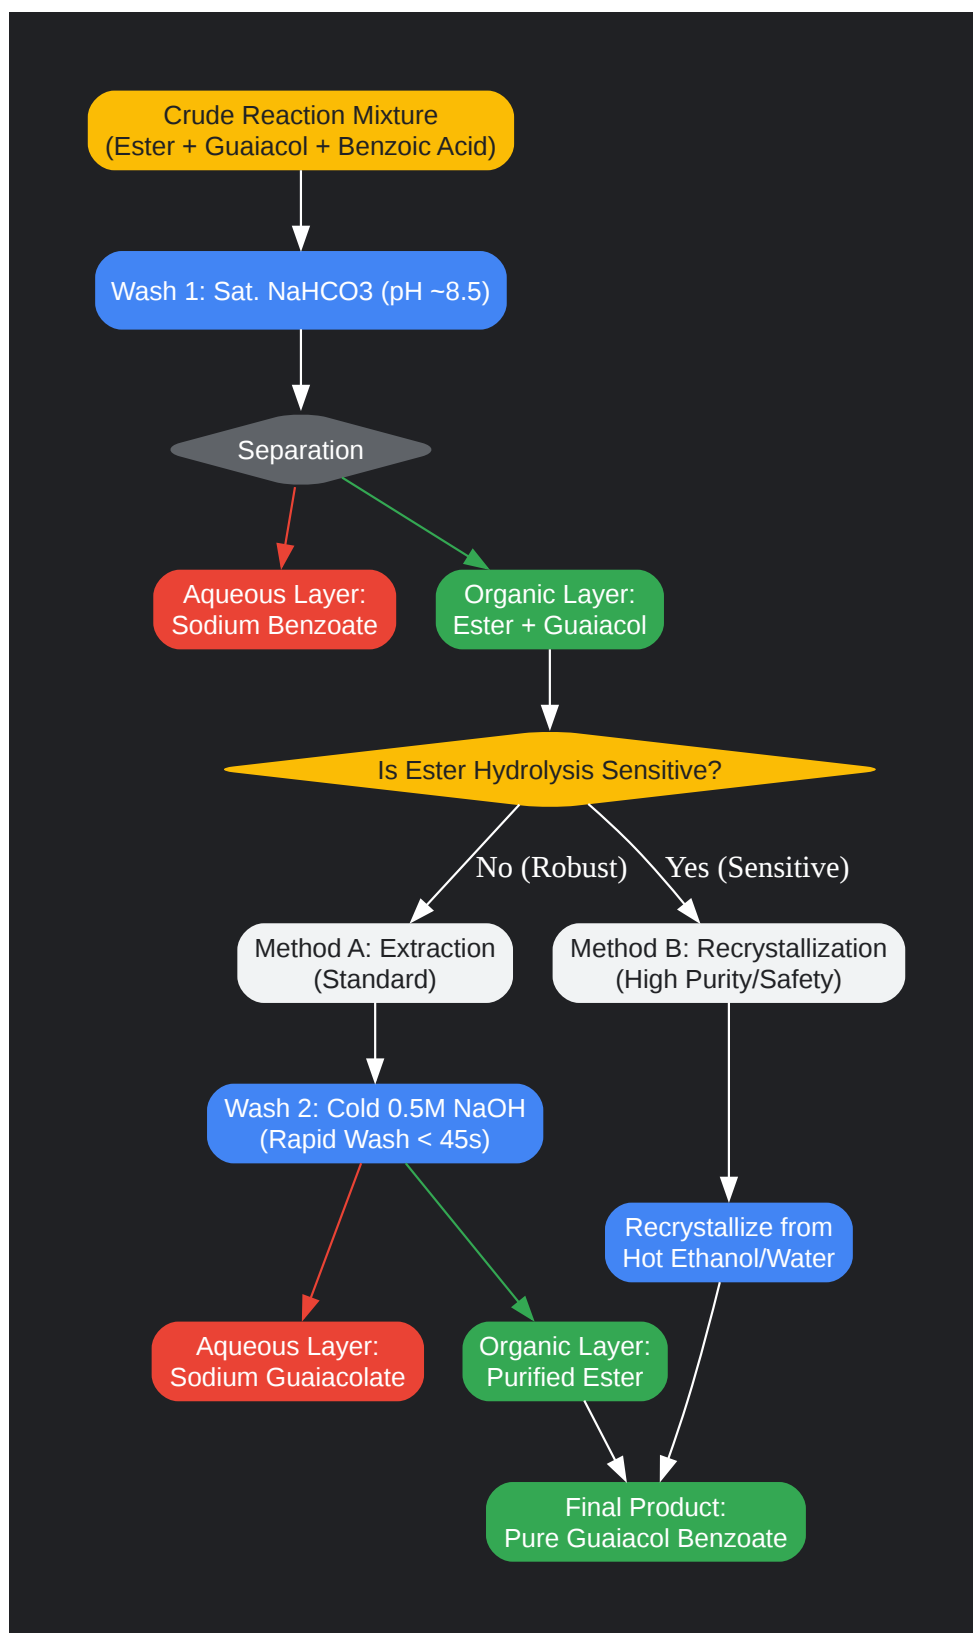 Crude Reaction Mixture
(Ester + Guaiacol + Benzoic Acid)
Wash 1: Sat. NaHCO3 (pH ~8.5)
Separation
Aqueous Layer:
Sodium Benzoate
Organic Layer:
Ester + Guaiacol
Is Ester Hydrolysis Sensitive?
No (Robust)
Yes (Sensitive)
Method A: Extraction
(Standard)
Method B: Recrystallization
(High Purity/Safety)
Wash 2: Cold 0.5M NaOH
(Rapid Wash < 45s)
Recrystallize from
Hot Ethanol/Water
Aqueous Layer:
Sodium Guaiacolate
Organic Layer:
Purified Ester
Final Product:
Pure Guaiacol Benzoate